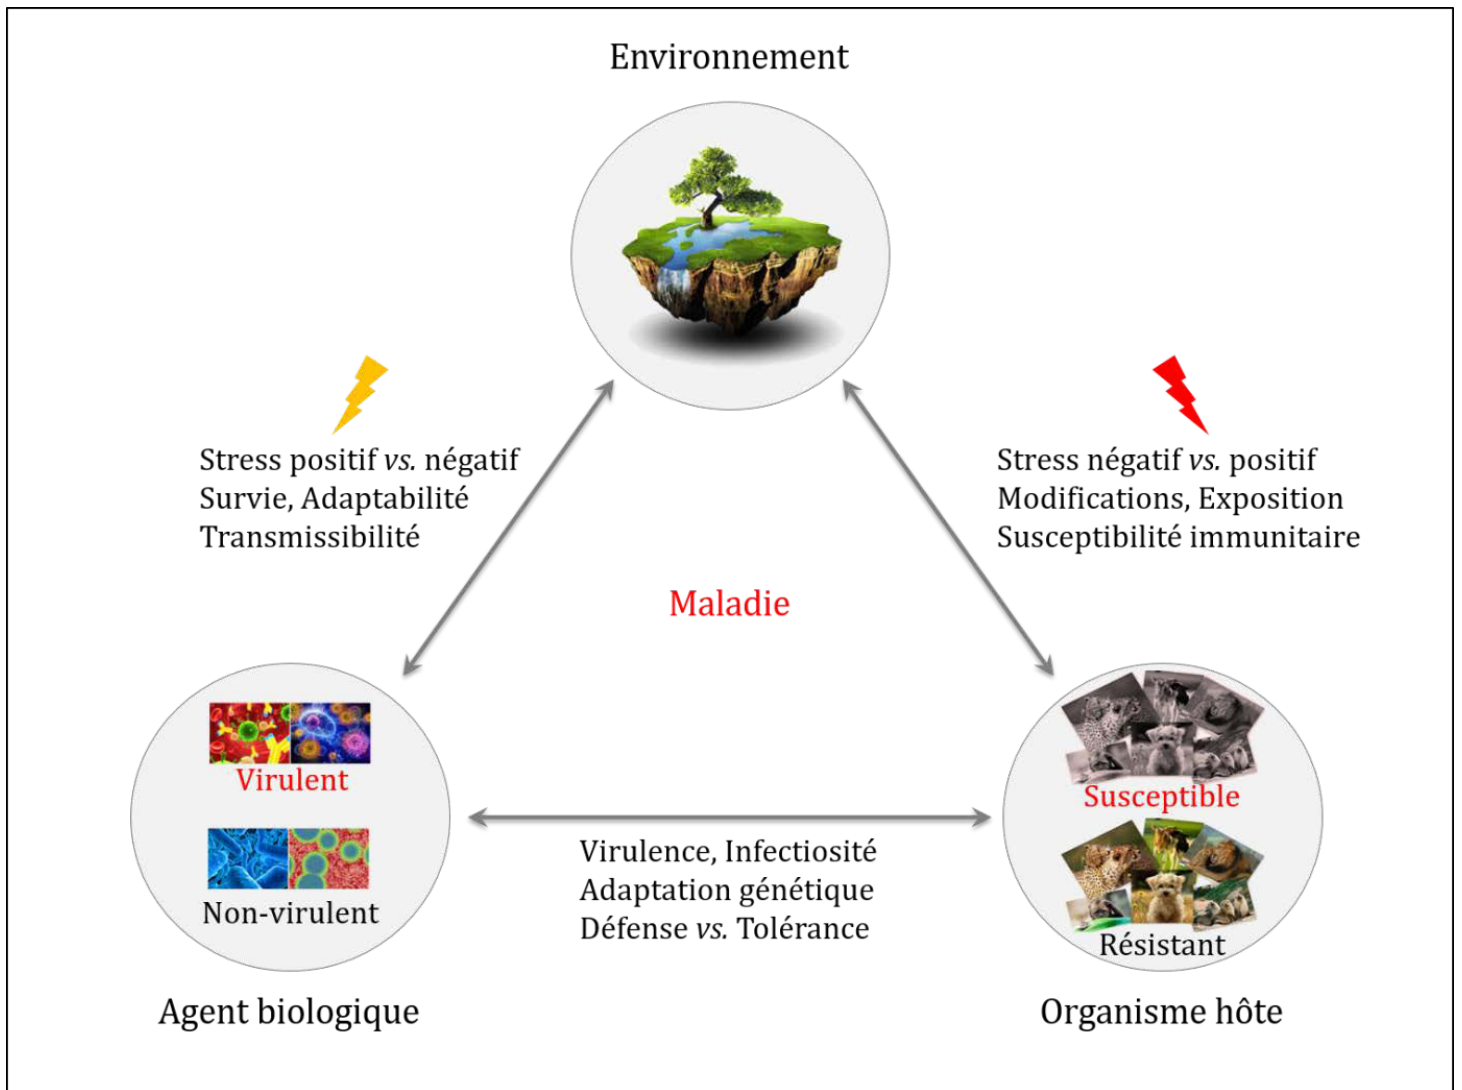 Environnement
Stress positif vs. négatif
Survie, Adaptabilité
Transmissibilité
Stress négatif vs. positif
Modifications, Exposition
Susceptibilité immunitaire
Maladie
Virulent
Non-virulent
Susceptible
Résistant
Virulence, Infectiosité
Adaptation génétique
Défense vs. Tolérance
Agent biologique
Organisme hôte